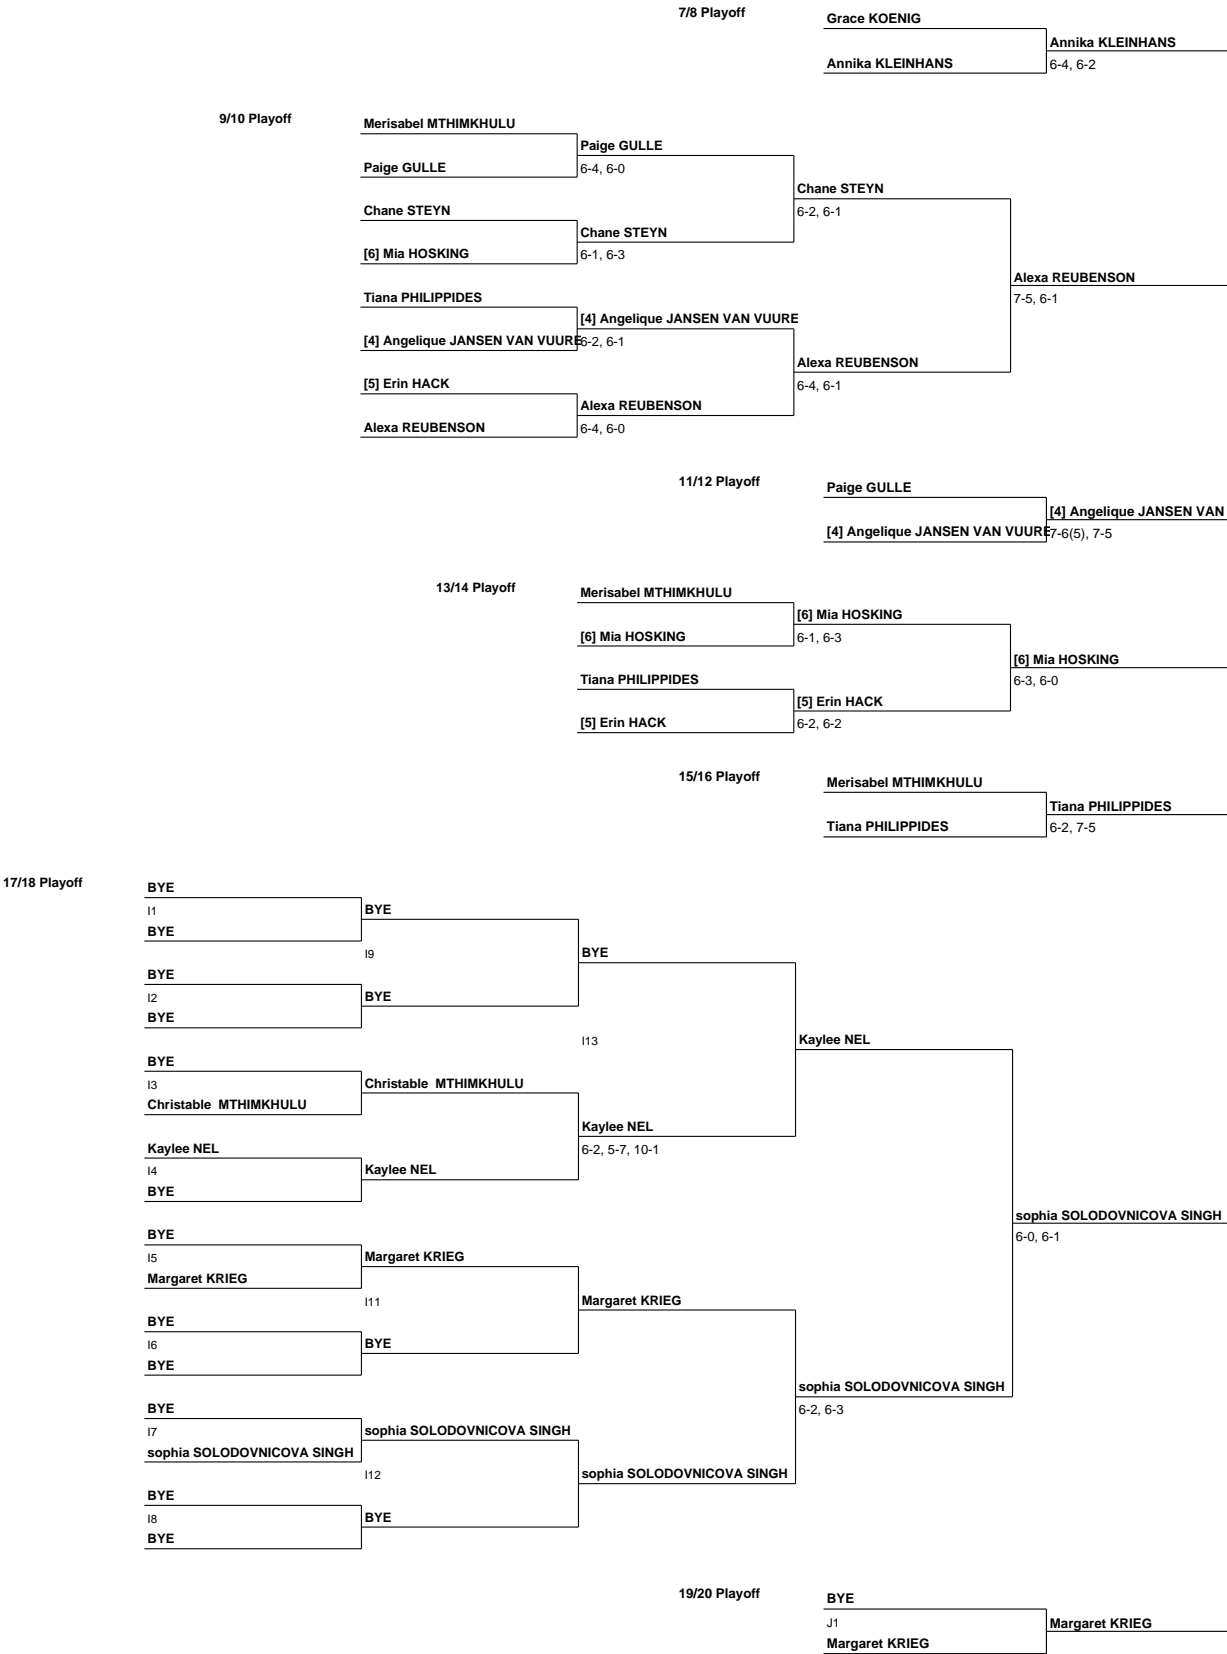 7/8 Playoff
Grace KOENIG
Annika KLEINHANS
Annika KLEINHANS
6-4, 6-2
9/10 Playoff
Merisabel MTHIMKHULU
Paige GULLE
Paige GULLE
6-4, 6-0
Chane STEYN
6-2, 6-1
Chane STEYN
Chane STEYN
[6] Mia HOSKING
6-1, 6-3
Alexa REUBENSON
7-5, 6-1
Tiana PHILIPPIDES
[4] Angelique JANSEN VAN VUURE
[4] Angelique JANSEN VAN VUURE
6-2, 6-1
Alexa REUBENSON
6-4, 6-1
[5] Erin HACK
Alexa REUBENSON
Alexa REUBENSON
6-4, 6-0
11/12 Playoff
Paige GULLE
[4] Angelique JANSEN VAN
[4] Angelique JANSEN VAN VUURE
7-6(5), 7-5
13/14 Playoff
Merisabel MTHIMKHULU
[6] Mia HOSKING
[6] Mia HOSKING
6-1, 6-3
[6] Mia HOSKING
6-3, 6-0
Tiana PHILIPPIDES
[5] Erin HACK
[5] Erin HACK
6-2, 6-2
15/16 Playoff
Merisabel MTHIMKHULU
Tiana PHILIPPIDES
Tiana PHILIPPIDES
6-2, 7-5
17/18 Playoff
BYE
I1
BYE
BYE
I9
BYE
BYE
I2
BYE
BYE
I13
Kaylee NEL
BYE
I3
Christable  MTHIMKHULU
Christable  MTHIMKHULU
Kaylee NEL
6-2, 5-7, 10-1
Kaylee NEL
I4
Kaylee NEL
BYE
sophia SOLODOVNICOVA SINGH
6-0, 6-1
BYE
I5
Margaret KRIEG
Margaret KRIEG
I11
Margaret KRIEG
BYE
I6
BYE
BYE
sophia SOLODOVNICOVA SINGH
6-2, 6-3
BYE
I7
sophia SOLODOVNICOVA SINGH
sophia SOLODOVNICOVA SINGH
I12
sophia SOLODOVNICOVA SINGH
BYE
I8
BYE
BYE
19/20 Playoff
BYE
J1
Margaret KRIEG
Margaret KRIEG